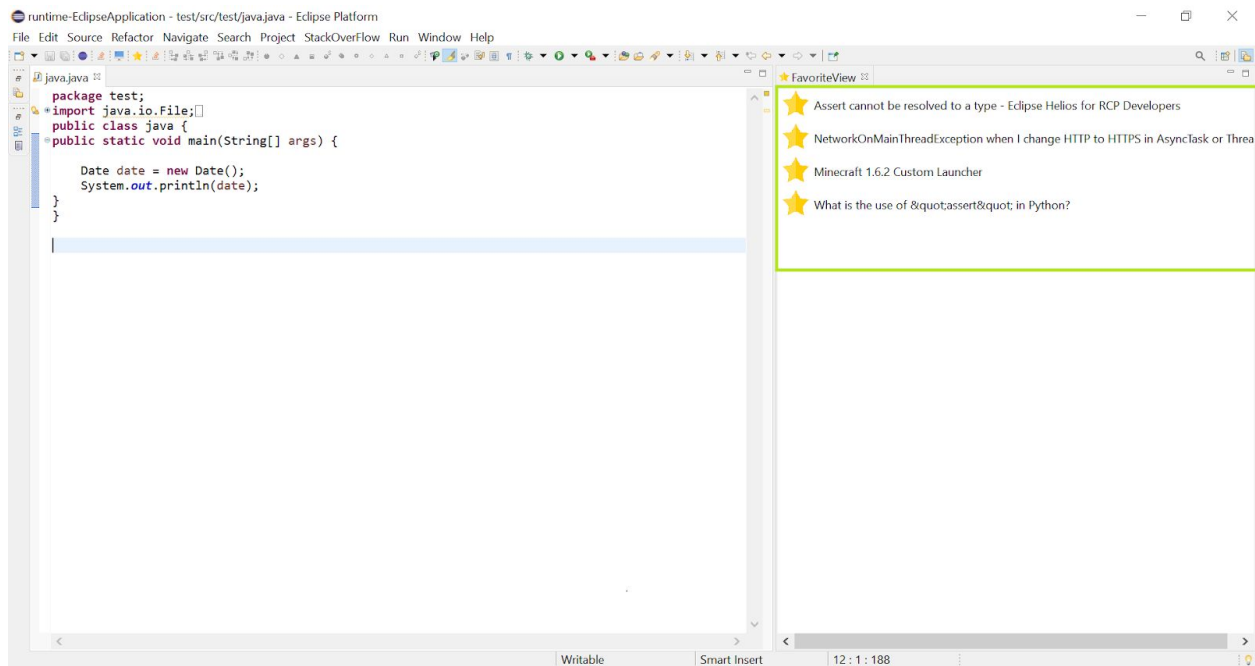 runtime-EclipseApplication - test/src/test/java.java - Eclipse Platform
File Edit Source Refactor Navigate Search Project StackOverFlow Run Window Help
java.java
package test;
import java.io.File;
public class java {
public static void main(String[] args) {
Date date = new Date();
System.out.println(date);
}
}
FavoriteView
Assert cannot be resolved to a type - Eclipse Helios for RCP Developers
NetworkOnMainThreadException when I change HTTP to HTTPS in AsyncTask or Threa
Minecraft 1.6.2 Custom Launcher
What is the use of &quot;assert&quot; in Python?
Writable Smart Insert 12 : 1 : 188